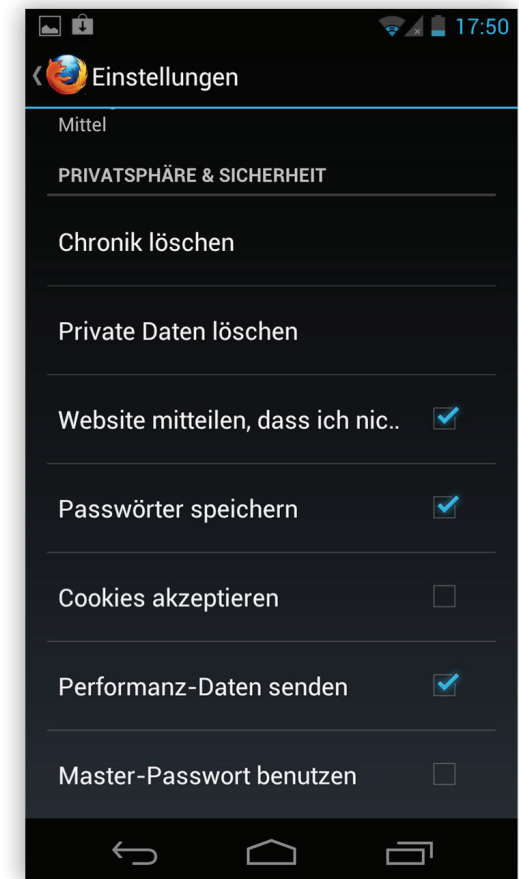 17:50
Einstellungen
Mittel
PRIVATSPHÄRE & SICHERHEIT
Chronik löschen
Private Daten löschen
Website mitteilen, dass ich nic..
Passwörter speichern
Cookies akzeptieren
Performanz-Daten senden
Master-Passwort benutzen